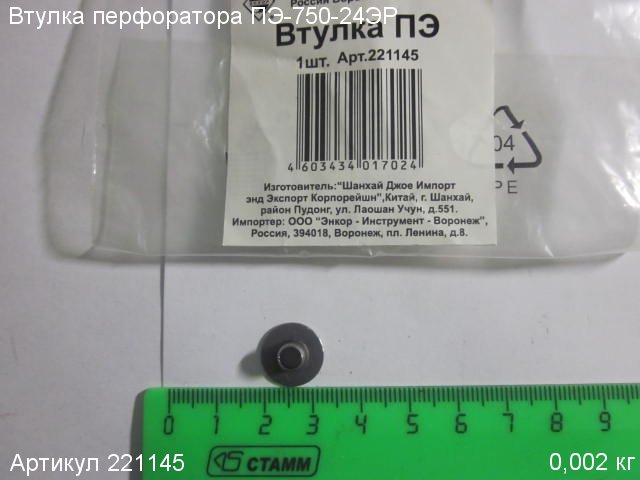 Втулка перфоратора ПЭ-750-24ЭР
Втулка ПЭ
1шт. Арт.221145
4 603434 017024
Изготовитель:"Шанхай Джое Импорт
энд Экспорт Корпорейшн",Китай, г. Шанхай,
район Пудонг, ул. Лаошан Учун, д.551.
Импортер: ООО "Энкор - Инструмент - Воронеж",
Россия, 394018, Воронеж, пл. Ленина, д.8.
04
PE
0 1 2 3 4 5 6 7 8 9
СТАММ
Артикул 221145
0,002 кг